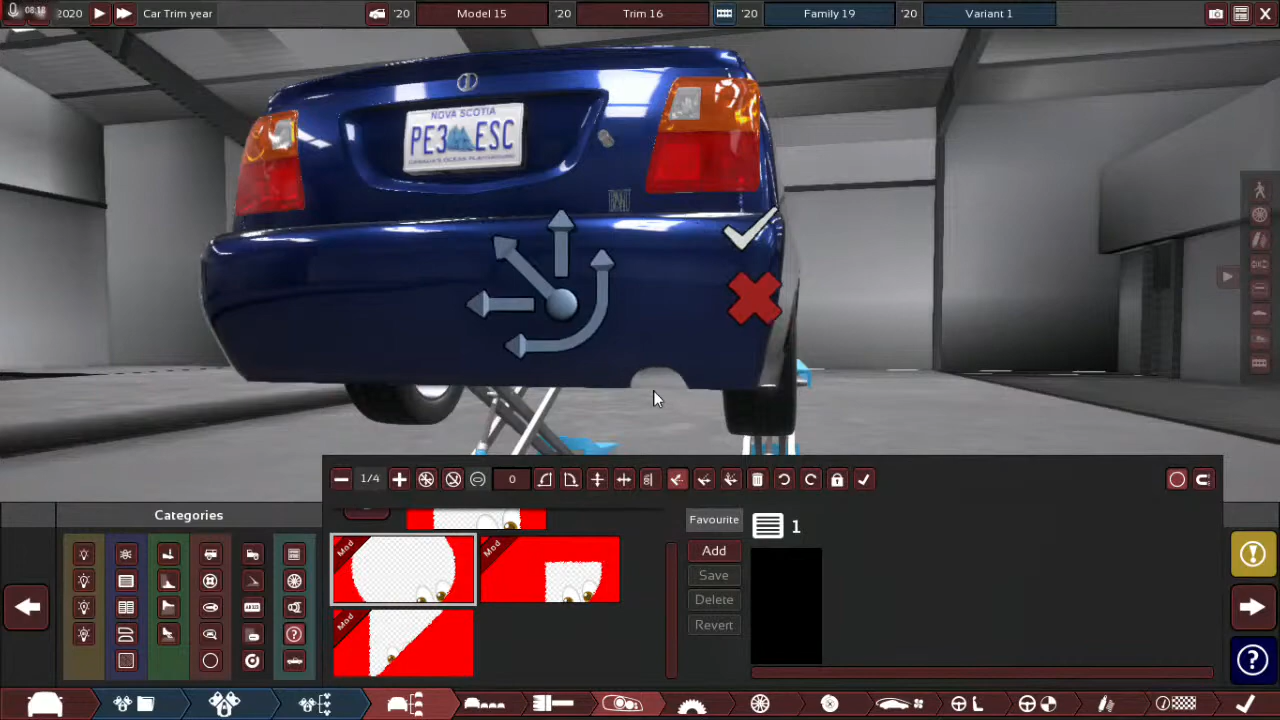 08:18
2020
Car Trim year
'20
Model 15
'20
Trim 16
'20
Family 19
'20
Variant 1
NOVA SCOTIA
PE3 ESC
CANADA'S OCEAN PLAYGROUND
1/4
0
Categories
Mod
Mod
Mod
Favourite
1
Add
Save
Delete
Revert